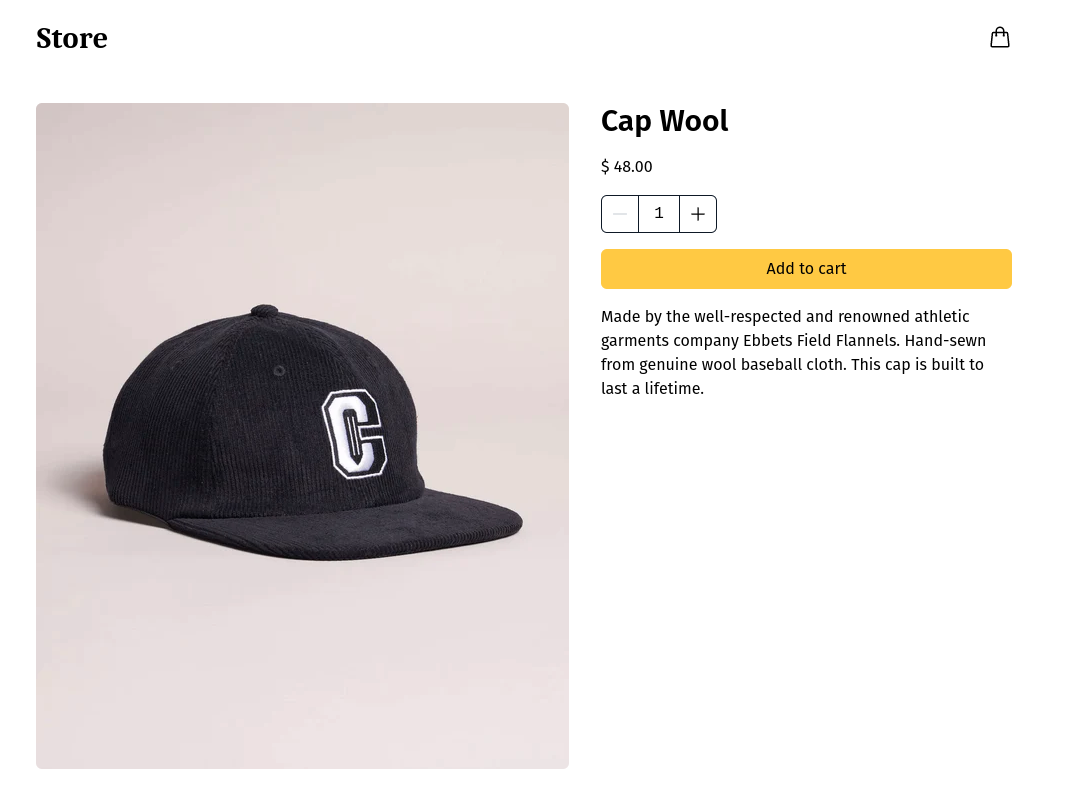 Store
Cap Wool
$ 48.00
1
Add to cart
Made by the well-respected and renowned athletic
garments company Ebbets Field Flannels. Hand-sewn
from genuine wool baseball cloth. This cap is built to
last a lifetime.
C